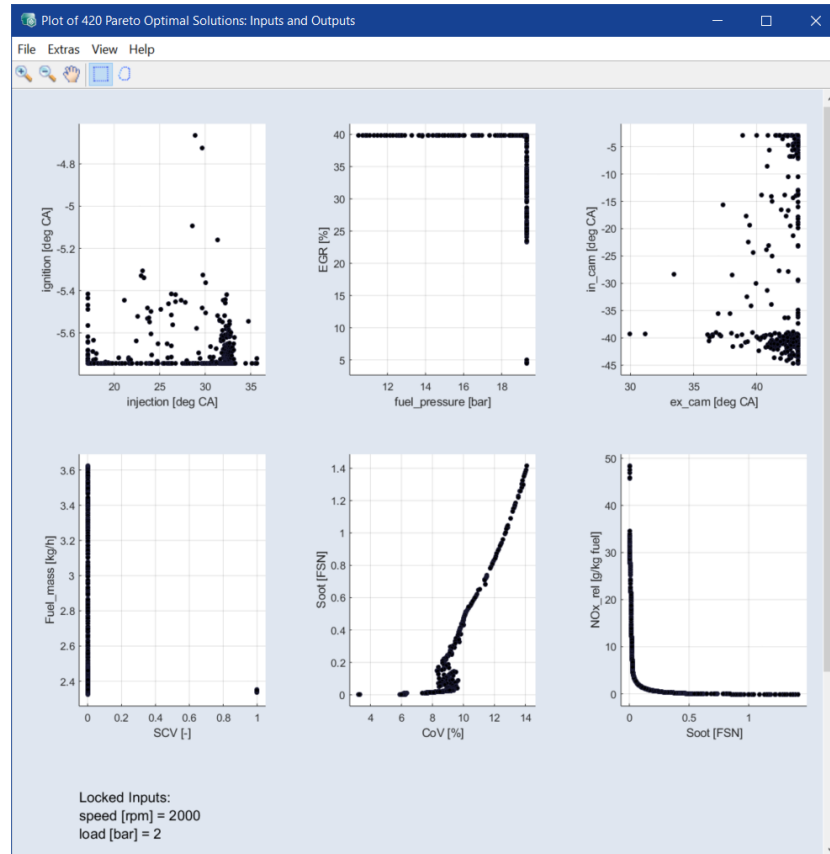 Plot of 420 Pareto Optimal Solutions: Inputs and Outputs
File Extras View Help
ignition [deg CA]
-4.8
-5
-5.2
-5.4
-5.6
20 25 30 35
injection [deg CA]
EGR [%]
40
35
30
25
20
15
10
5
12 14 16 18
fuel_pressure [bar]
in_cam [deg CA]
-5
-10
-15
-20
-25
-30
-35
-40
-45
30 35 40
ex_cam [deg CA]
Fuel_mass [kg/h]
3.6
3.4
3.2
3
2.8
2.6
2.4
0 0.2 0.4 0.6 0.8 1
SCV [-]
Soot [FSN]
1.4
1.2
1
0.8
0.6
0.4
0.2
0
4 6 8 10 12 14
CoV [%]
NOx_rel [g/kg fuel]
50
40
30
20
10
0
0 0.5 1
Soot [FSN]
Locked Inputs:
speed [rpm] = 2000
load [bar] = 2